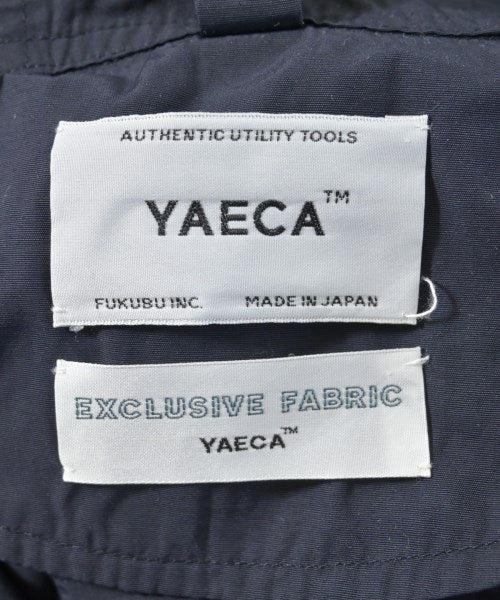 AUTHENTIC UTILITY TOOLS
YAECA™
FUKUBU INC. MADE IN JAPAN
EXCLUSIVE FABRIC
YAECA™